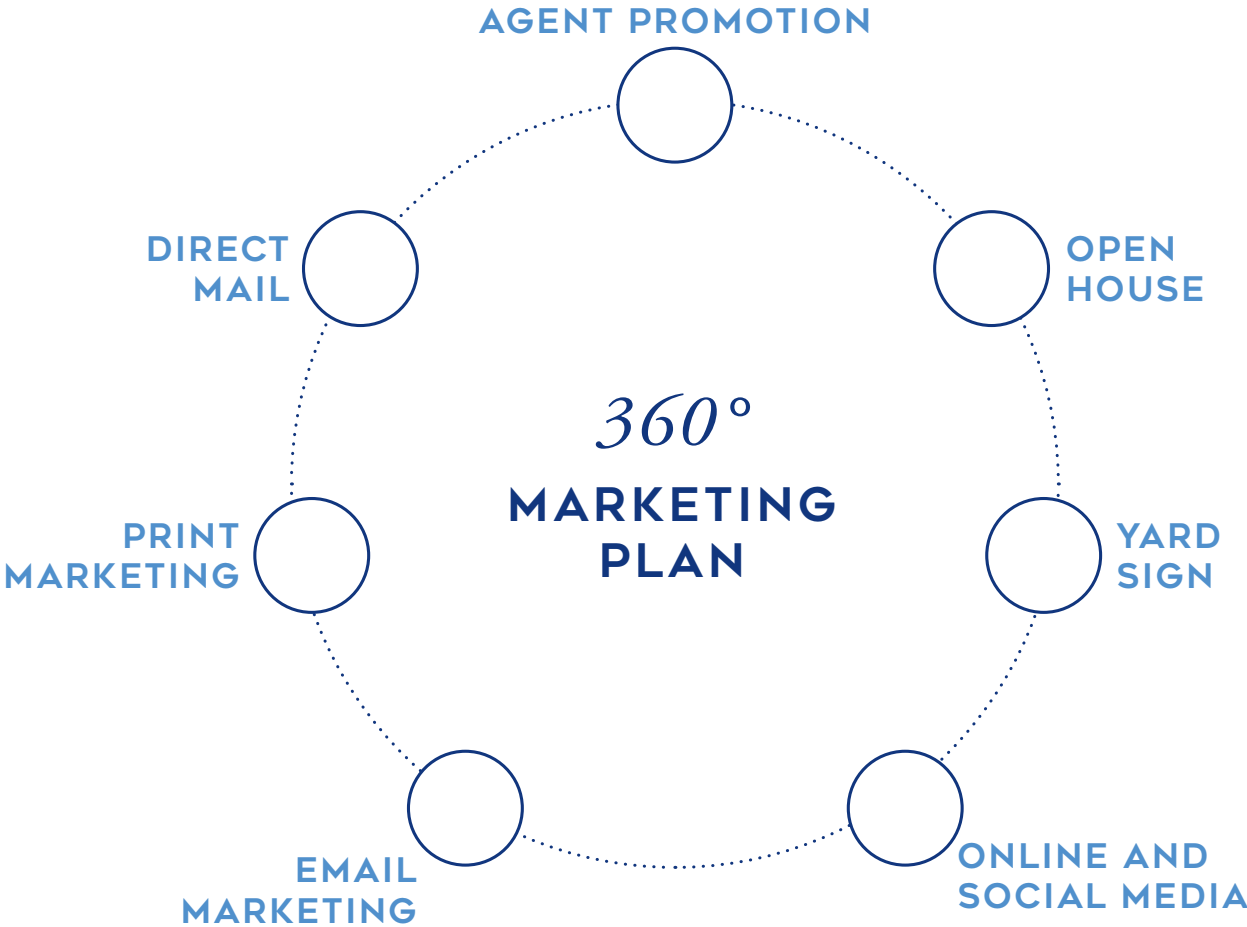 AGENT PROMOTION
DIRECT
MAIL
OPEN
HOUSE
360°
MARKETING
PLAN
PRINT
MARKETING
YARD
SIGN
EMAIL
MARKETING
ONLINE AND
SOCIAL MEDIA